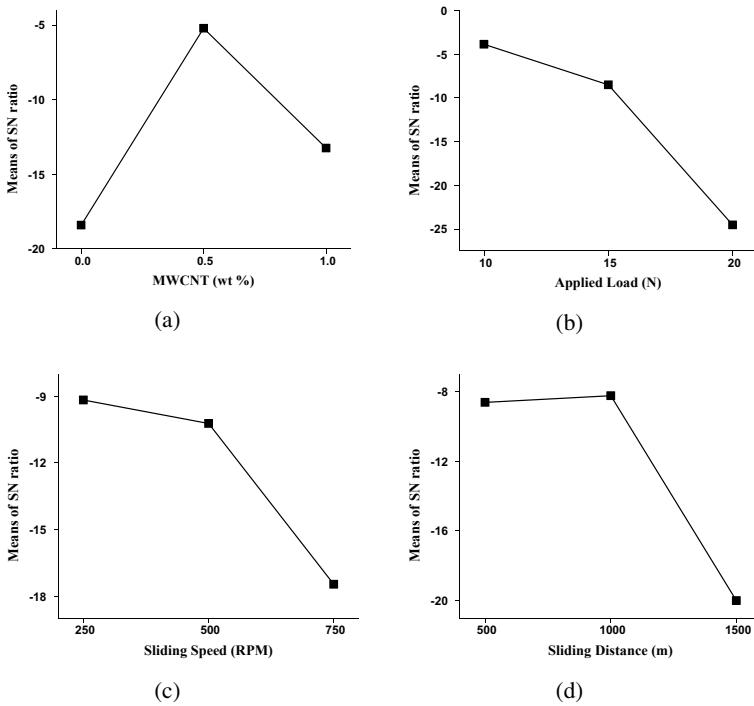 Means of SN ratio
-5
-10
-15
-20
0.0 0.5 1.0
MWCNT (wt %)
(a)
Means of SN ratio
0
-5
-10
-15
-20
-25
10 15 20
Applied Load (N)
(b)
Means of SN ratio
-9
-12
-15
-18
250 500 750
Sliding Speed (RPM)
(c)
Means of SN ratio
-8
-12
-16
-20
500 1000 1500
Sliding Distance (m)
(d)